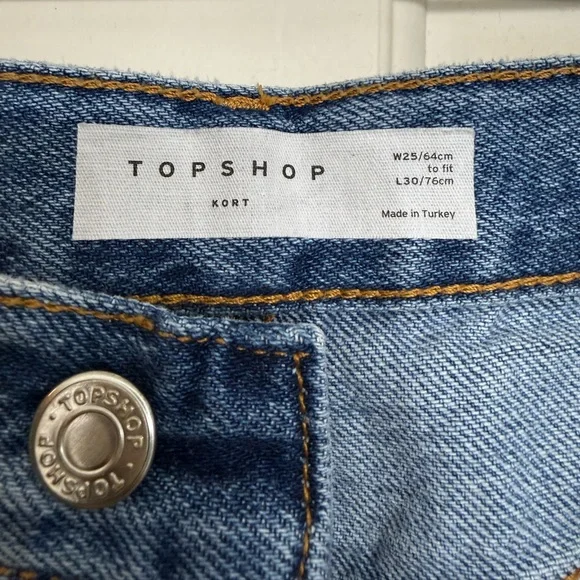 TOPSHOP
KORT
W25/64cm
to fit
L30/76cm
Made in Turkey
TOPSHOP · TOPSHOP ·